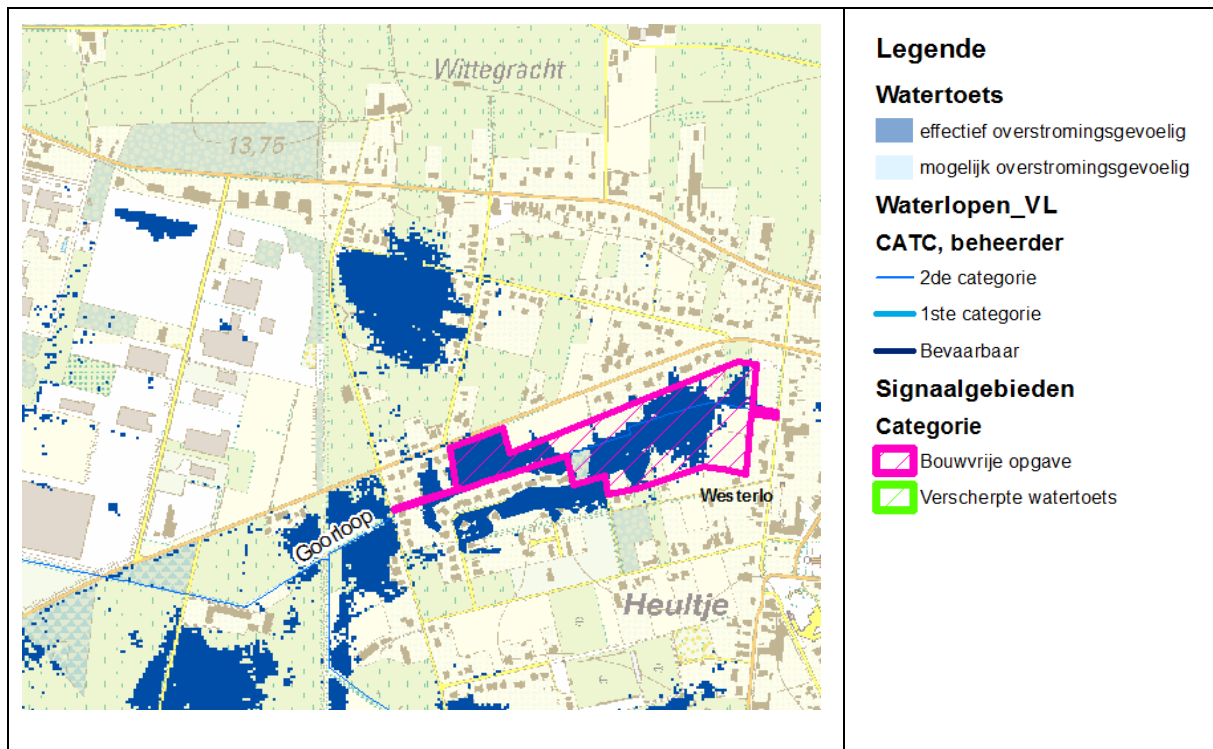 Wittegracht
13,75
Goorloop
Westerlo
Heultje
Legende
Watertoets
effectief overstromingsgevoelig
mogelijk overstromingsgevoelig
Waterlopen_VL
CATC, beheerder
2de categorie
1ste categorie
Bevaarbaar
Signaalgebieden
Categorie
Bouwvrije opgave
Verscherpte watertoets